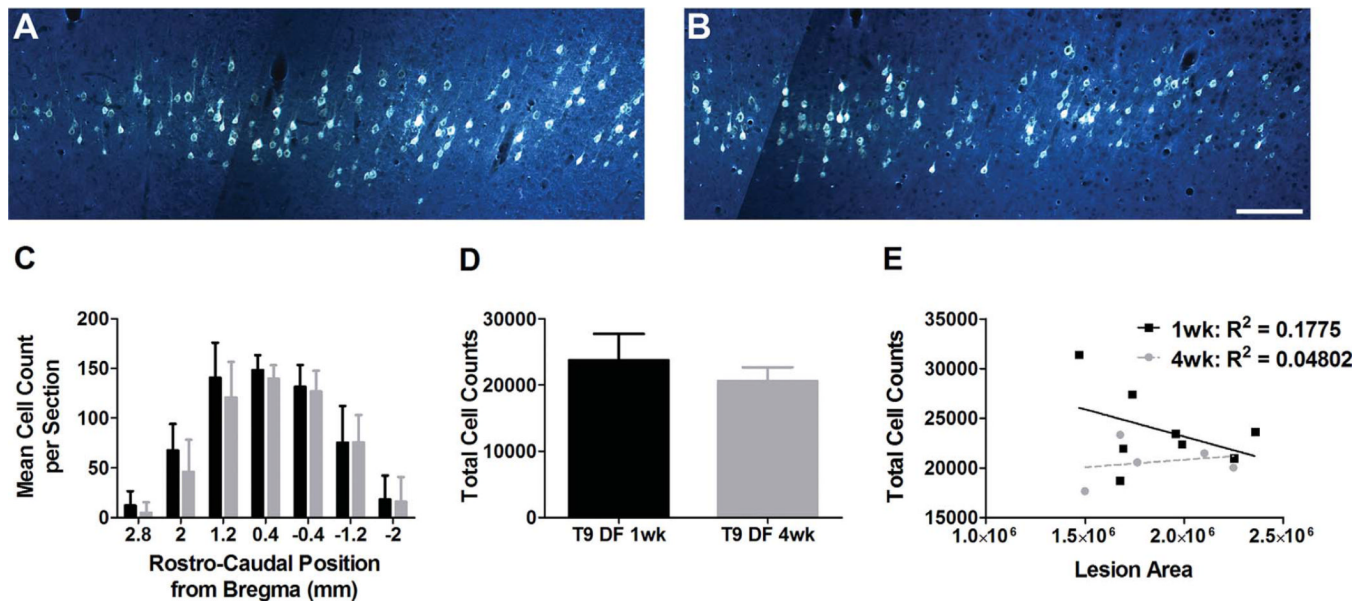 A
B
C
Mean Cell Count
per Section
200
150
100
50
0
2.8 2 1.2 0.4 -0.4 -1.2 -2
Rostro-Caudal Position
from Bregma (mm)
D
Total Cell Counts
30000
20000
10000
0
T9 DF 1wk T9 DF 4wk
E
Total Cell Counts
35000
30000
25000
20000
15000
1wk: R² = 0.1775
4wk: R² = 0.04802
1.0×10⁶ 1.5×10⁶ 2.0×10⁶ 2.5×10⁶
Lesion Area